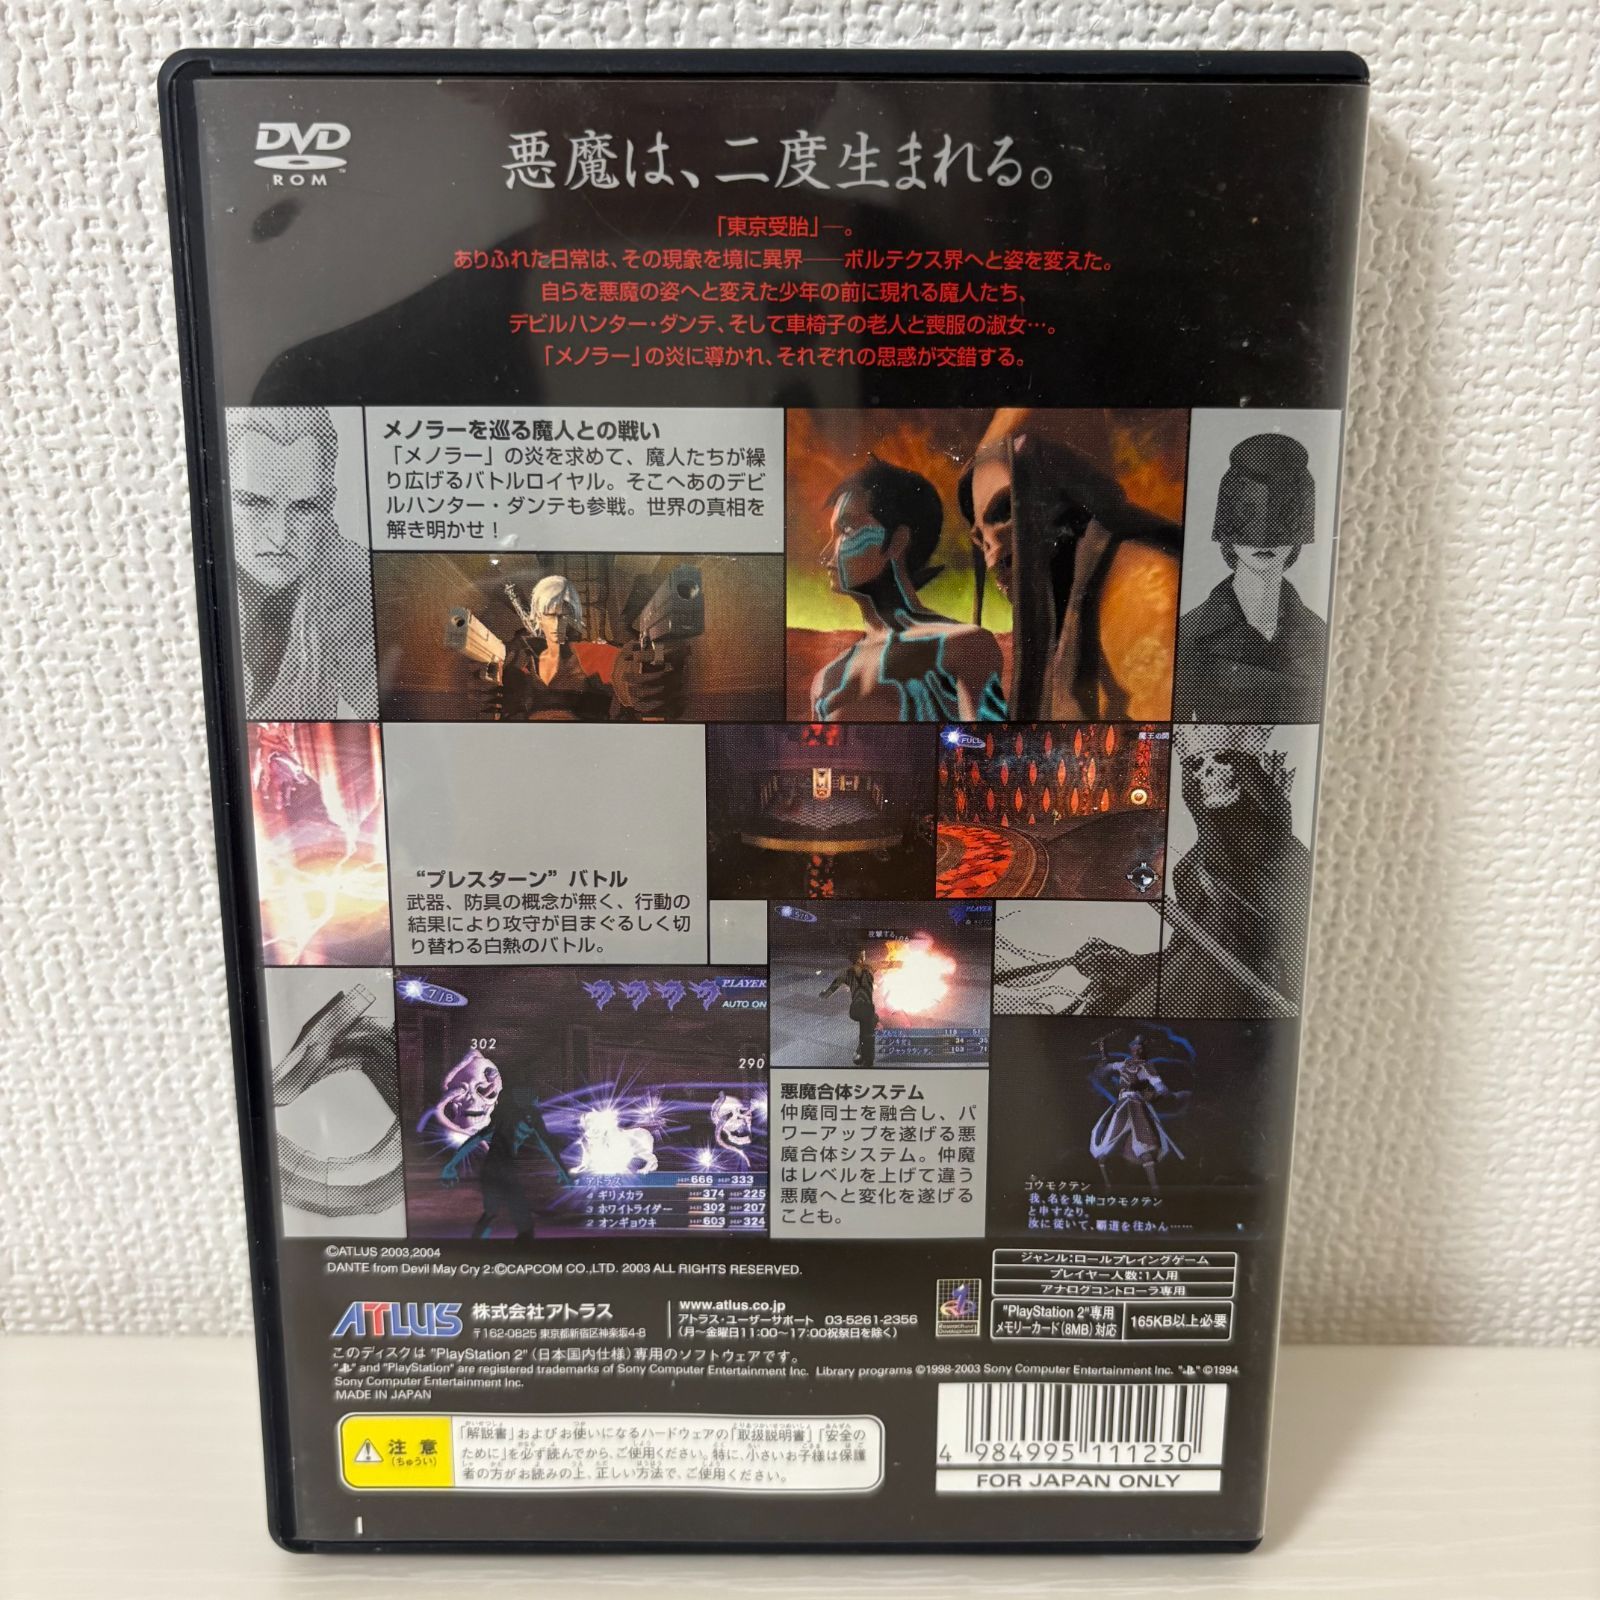 DVD
ROM
悪魔は、二度生まれる。
「東京受胎」─。
ありふれた日常は、その現象を境に異界──ボルテクス界へと姿を変えた。
自らを悪魔の姿へと変えた少年の前に現れる魔人たち、
デビルハンター・ダンテ、そして車椅子の老人と喪服の淑女…。
「メノラー」の炎に導かれ、それぞれの思惑が交錯する。
メノラーを巡る魔人との戦い
「メノラー」の炎を求めて、魔人たちが繰
り広げるバトルロイヤル。そこへあのデビ
ルハンター・ダンテも参戦。世界の真相を
解き明かせ！
FULL
“プレスターン”バトル
武器、防具の概念が無く、行動の
結果により攻守が目まぐるしく切
り替わる白熱のバトル。
PLAYER
攻撃する
7/8
PLAYER
AUTO ON
302
290
アトラス HP 666 MP 333
4 ギリメカラ HP 374 MP 225
3 ホワイトライダー HP 302 MP 207
2 オンギョウキ HP 603 MP 324
悪魔合体システム
仲魔同士を融合し、パ
ワーアップを遂げる悪
魔合体システム。仲魔
はレベルを上げて違う
悪魔へと変化を遂げる
ことも。
コウモクテン
我、名を鬼神コウモクテン
と申すなり。
汝に従いて、覇道を往かん……
©ATLUS 2003,2004
DANTE from Devil May Cry 2:©CAPCOM CO.,LTD. 2003 ALL RIGHTS RESERVED.
ATLUS 株式会社アトラス
〒162-0825 東京都新宿区神楽坂4-8
www.atlus.co.jp
アトラス・ユーザーサポート 03-5261-2356
（月～金曜日11:00～17:00祝祭日を除く）
ジャンル：ロールプレイングゲーム
プレイヤー人数：1人用
アナログコントローラ専用
"PlayStation 2"専用
メモリーカード（8MB）対応
165KB以上必要
このディスクは "PlayStation 2"（日本国内仕様）専用のソフトウェアです。
" " and "PlayStation" are registered trademarks of Sony Computer Entertainment Inc. Library programs ©1998-2003 Sony Computer Entertainment Inc. " " ©1994
Sony Computer Entertainment Inc.
MADE IN JAPAN
注意
（ちゅうい）
「解説書」およびお使いになるハードウェアの「取扱説明書」「安全の
ために」を必ず読んでから、ご使用ください。特に、小さいお子様は保護
者の方がお読みの上、正しい方法で、ご使用ください。
4 984995 111230
FOR JAPAN ONLY